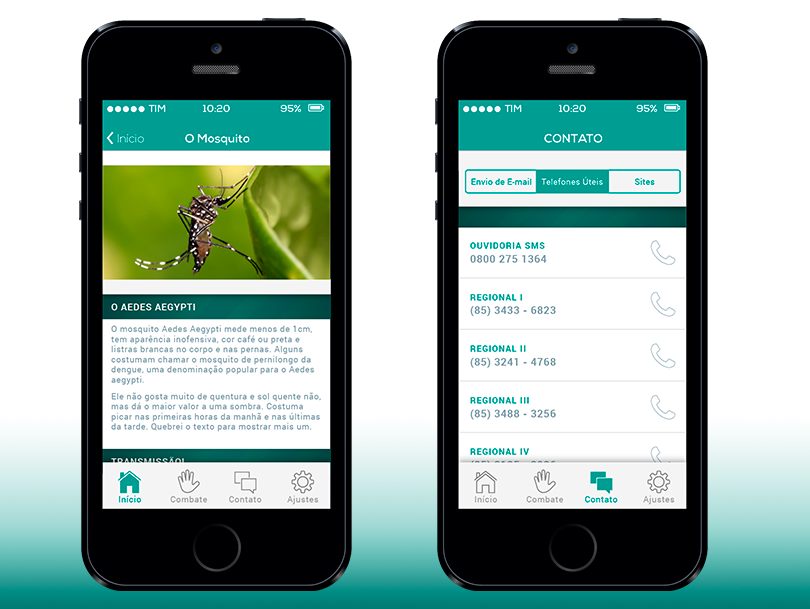 TIM 10:20 95%
Início O Mosquito
O AEDES AEGYPTI
O mosquito Aedes Aegypti mede menos de 1cm,
tem aparência inofensiva, cor café ou preta e
listras brancas no corpo e nas pernas. Alguns
costumam chamar o mosquito de pernilongo da
dengue, uma denominação popular para o Aedes
aegypti.
Ele não gosta muito de quentura e sol quente não,
mas dá o maior valor a uma sombra. Costuma
picar nas primeiras horas da manhã e nas últimas
da tarde. Quebrei o texto para mostrar mais um.
TRANSMISSÃO!
Início Combate Contato Ajustes
TIM 10:20 95%
CONTATO
Envio de E-mail Telefones Úteis Sites
OUVIDORIA SMS
0800 275 1364
REGIONAL I
(85) 3433 - 6823
REGIONAL II
(85) 3241 - 4768
REGIONAL III
(85) 3488 - 3256
REGIONAL IV
Início Combate Contato Ajustes